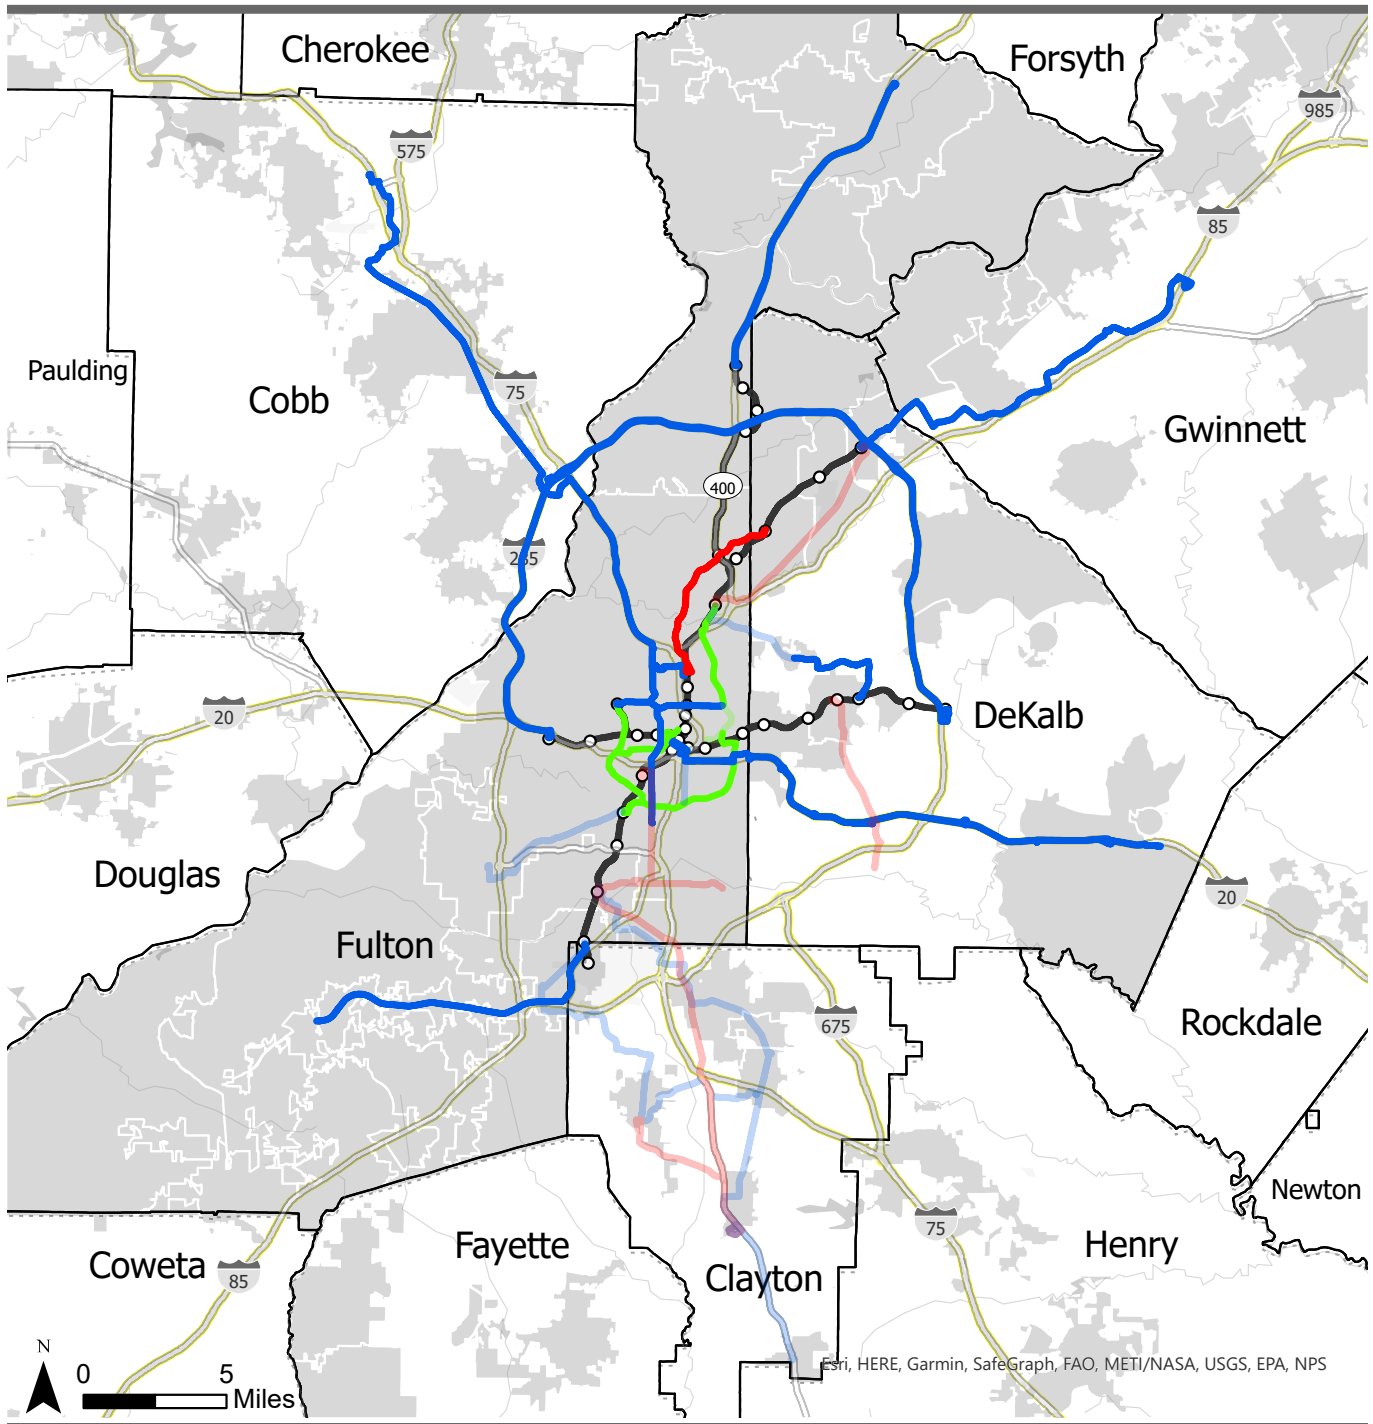 Cherokee
Forsyth
985
575
85
Paulding
75
Cobb
Gwinnett
400
285
20
DeKalb
Douglas
20
Fulton
675
Rockdale
Newton
75
Fayette
Henry
Coweta
85
Clayton
N
0 5
Miles
Esri, HERE, Garmin, SafeGraph, FAO, METI/NASA, USGS, EPA, NPS